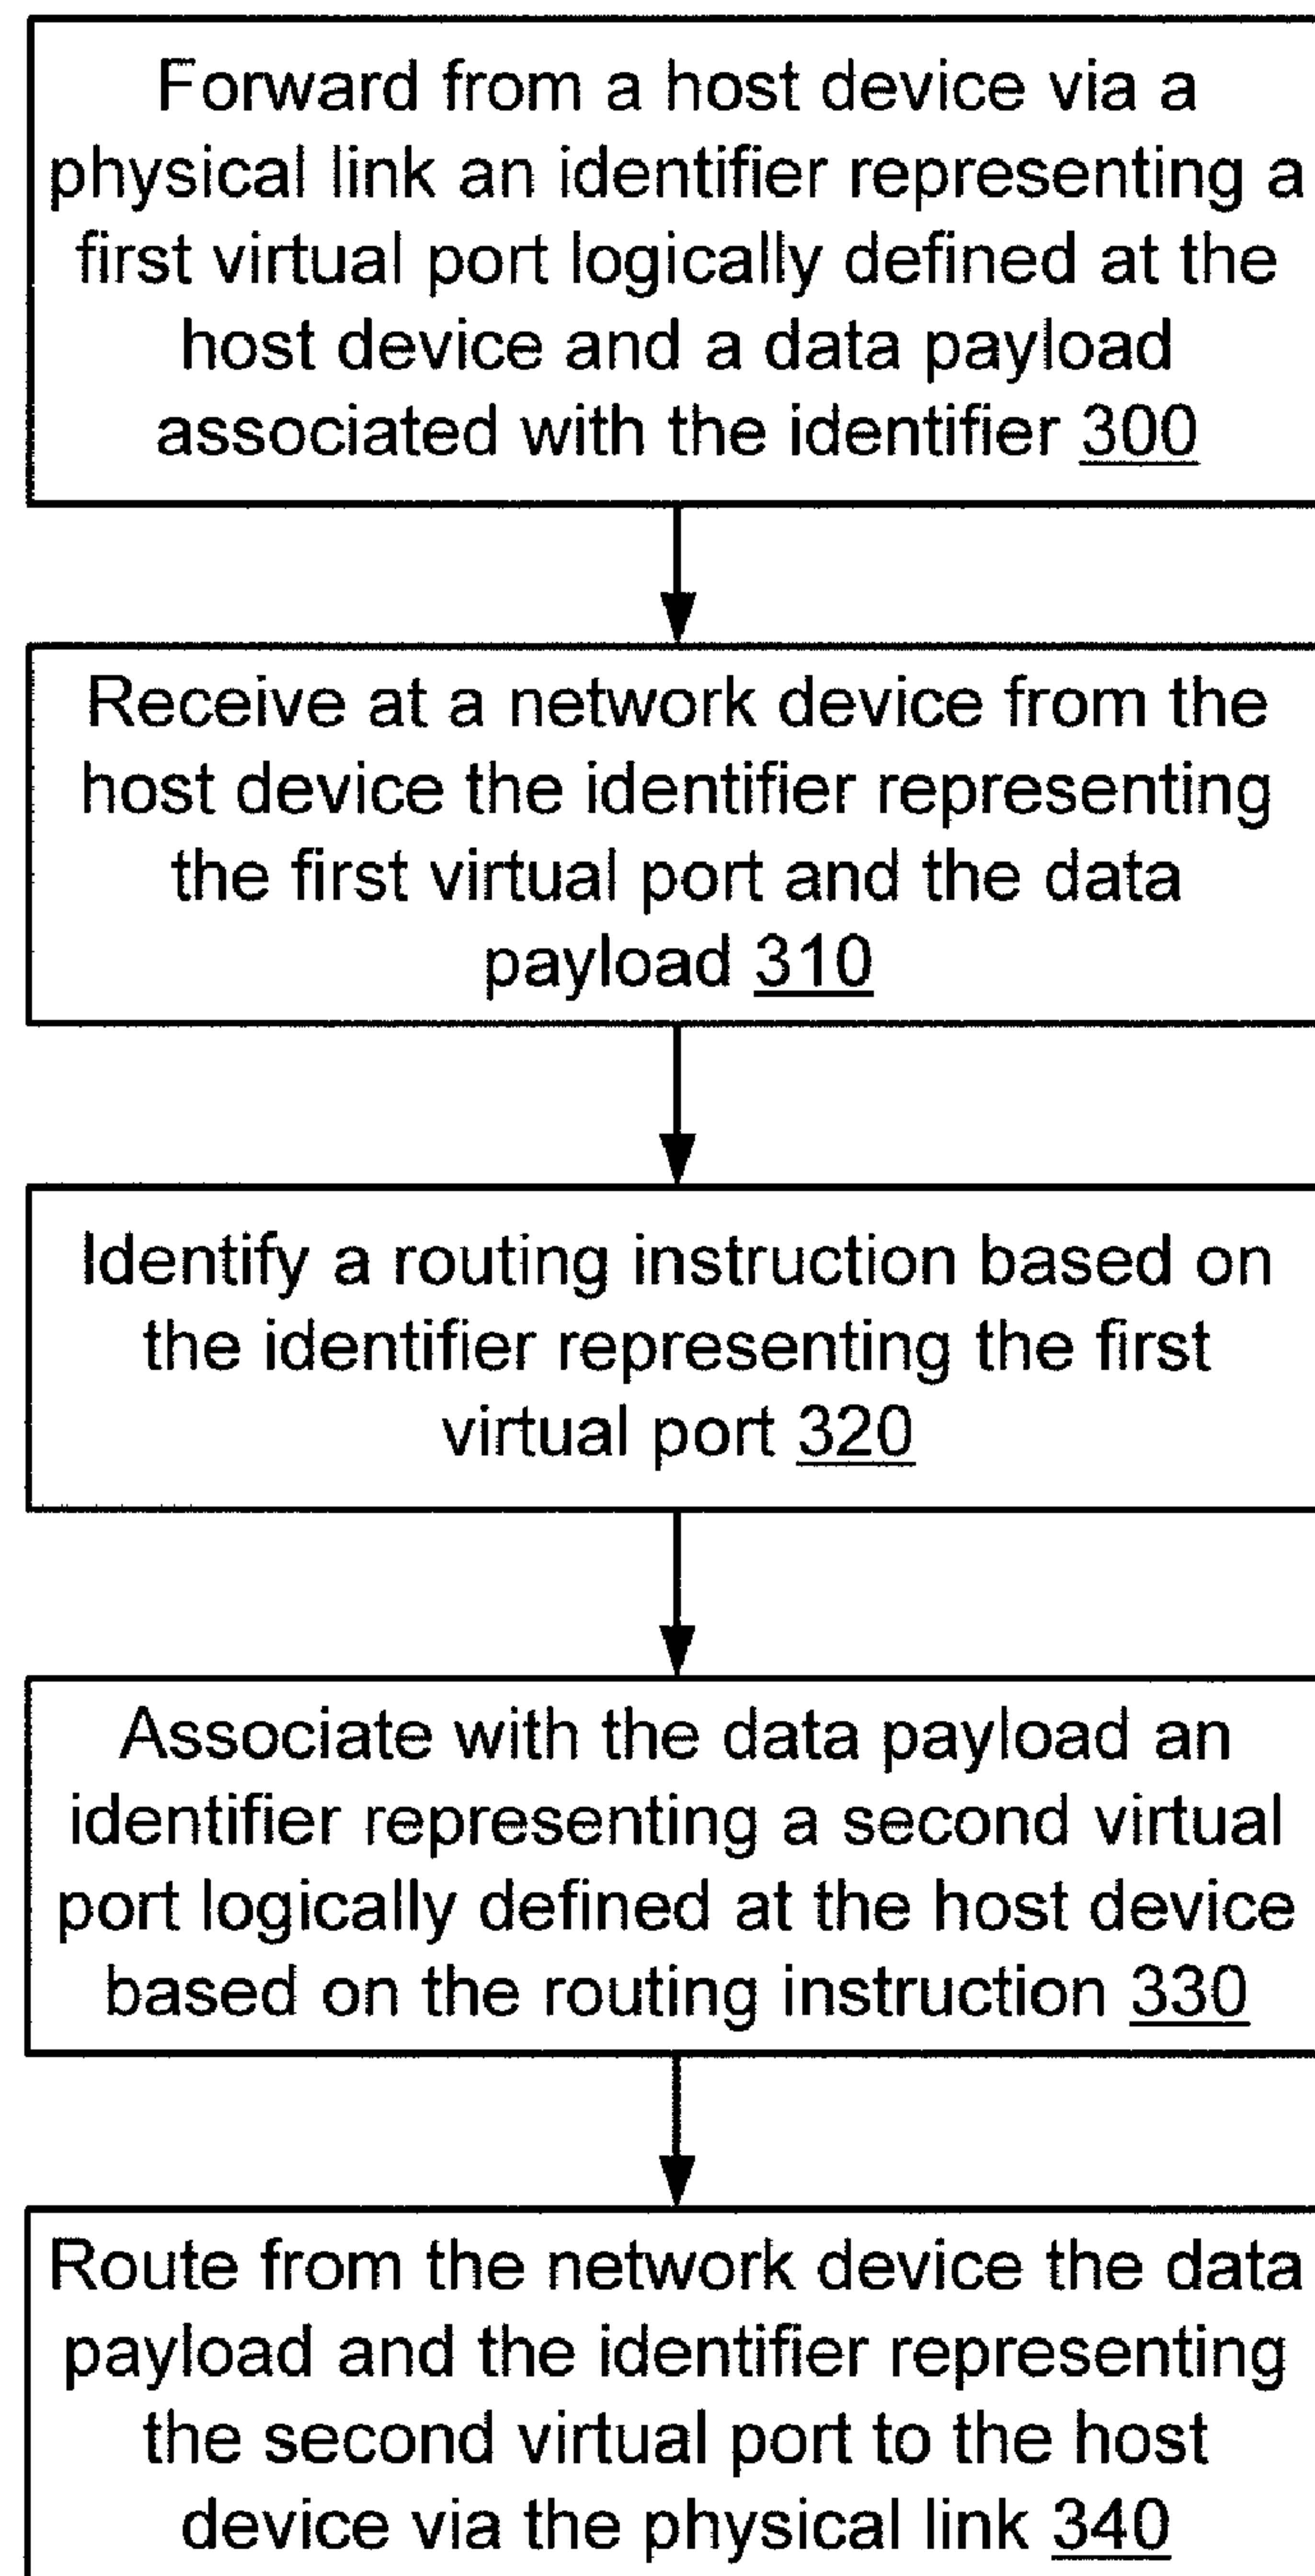 Forward from a host device via a
physical link an identifier representing a
first virtual port logically defined at the
host device and a data payload
associated with the identifier 300
Receive at a network device from the
host device the identifier representing
the first virtual port and the data
payload 310
Identify a routing instruction based on
the identifier representing the first
virtual port 320
Associate with the data payload an
identifier representing a second virtual
port logically defined at the host device
based on the routing instruction 330
Route from the network device the data
payload and the identifier representing
the second virtual port to the host
device via the physical link 340